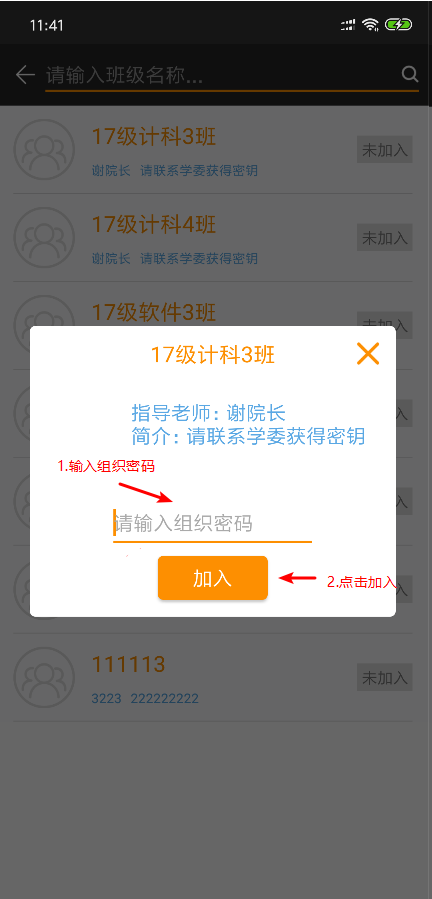 11:41
请输入班级名称...
17级计科3班
谢院长 请联系学委获得密钥
未加入
17级计科4班
谢院长 请联系学委获得密钥
未加入
17级软件3班
未加入
17级计科3班
指导老师:谢院长
简介:请联系学委获得密钥
1.输入组织密码
请输入组织密码
加入
2.点击加入
111113
3223 222222222
未加入